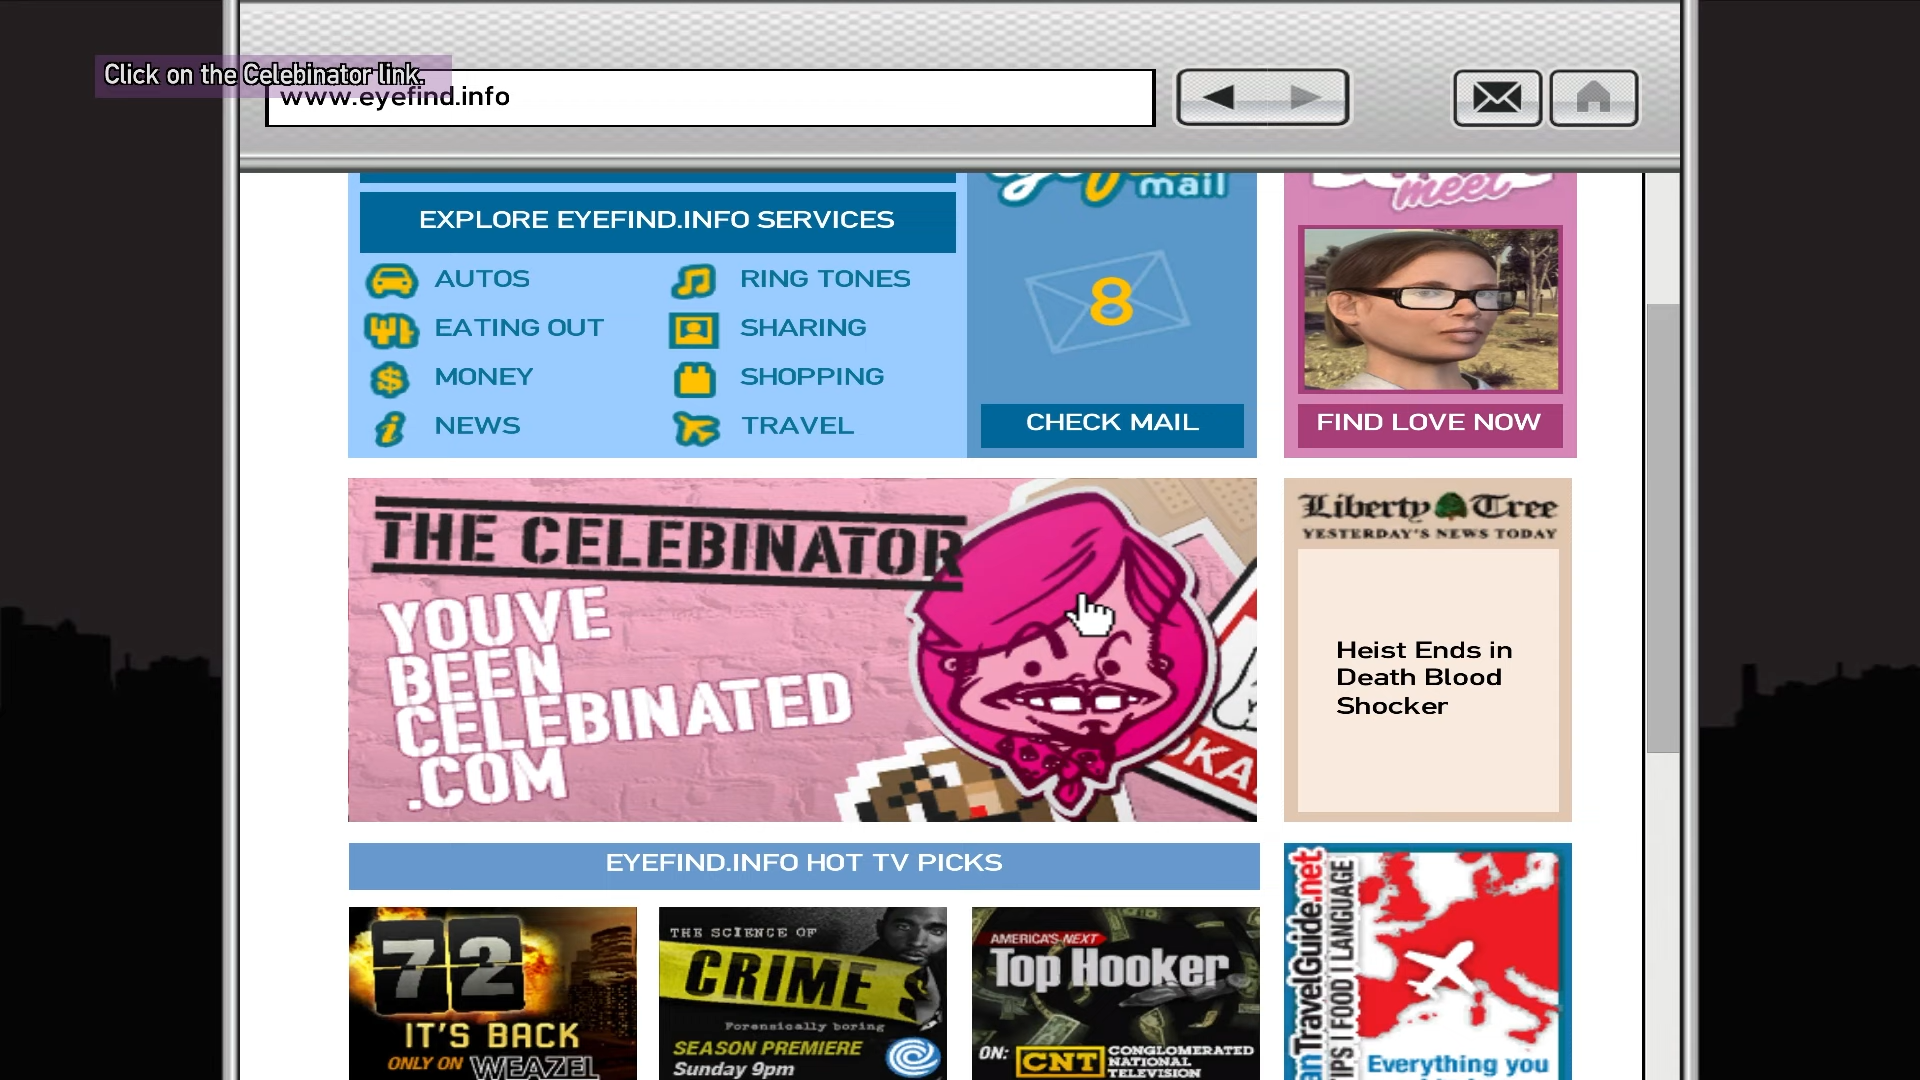 Click on the Celebinator link.
www.eyefind.info
mail
meet
EXPLORE EYEFIND.INFO SERVICES
AUTOS
RING TONES
EATING OUT
SHARING
MONEY
SHOPPING
NEWS
TRAVEL
8
CHECK MAIL
FIND LOVE NOW
THE CELEBINATOR
YOUVE
BEEN
CELEBINATED
.COM
Liberty Tree
YESTERDAY'S NEWS TODAY
Heist Ends in
Death Blood
Shocker
EYEFIND.INFO HOT TV PICKS
72
IT'S BACK
ONLY ON WEAZEL
THE SCIENCE OF
CRIME
Forensically boring
SEASON PREMIERE
Sunday 9pm
AMERICA'S NEXT
Top Hooker
ON: CNT CONGLOMERATED
NATIONAL
TELEVISION
anTravelGuide.net
IPS | FOOD | LANGUAGE
Everything you